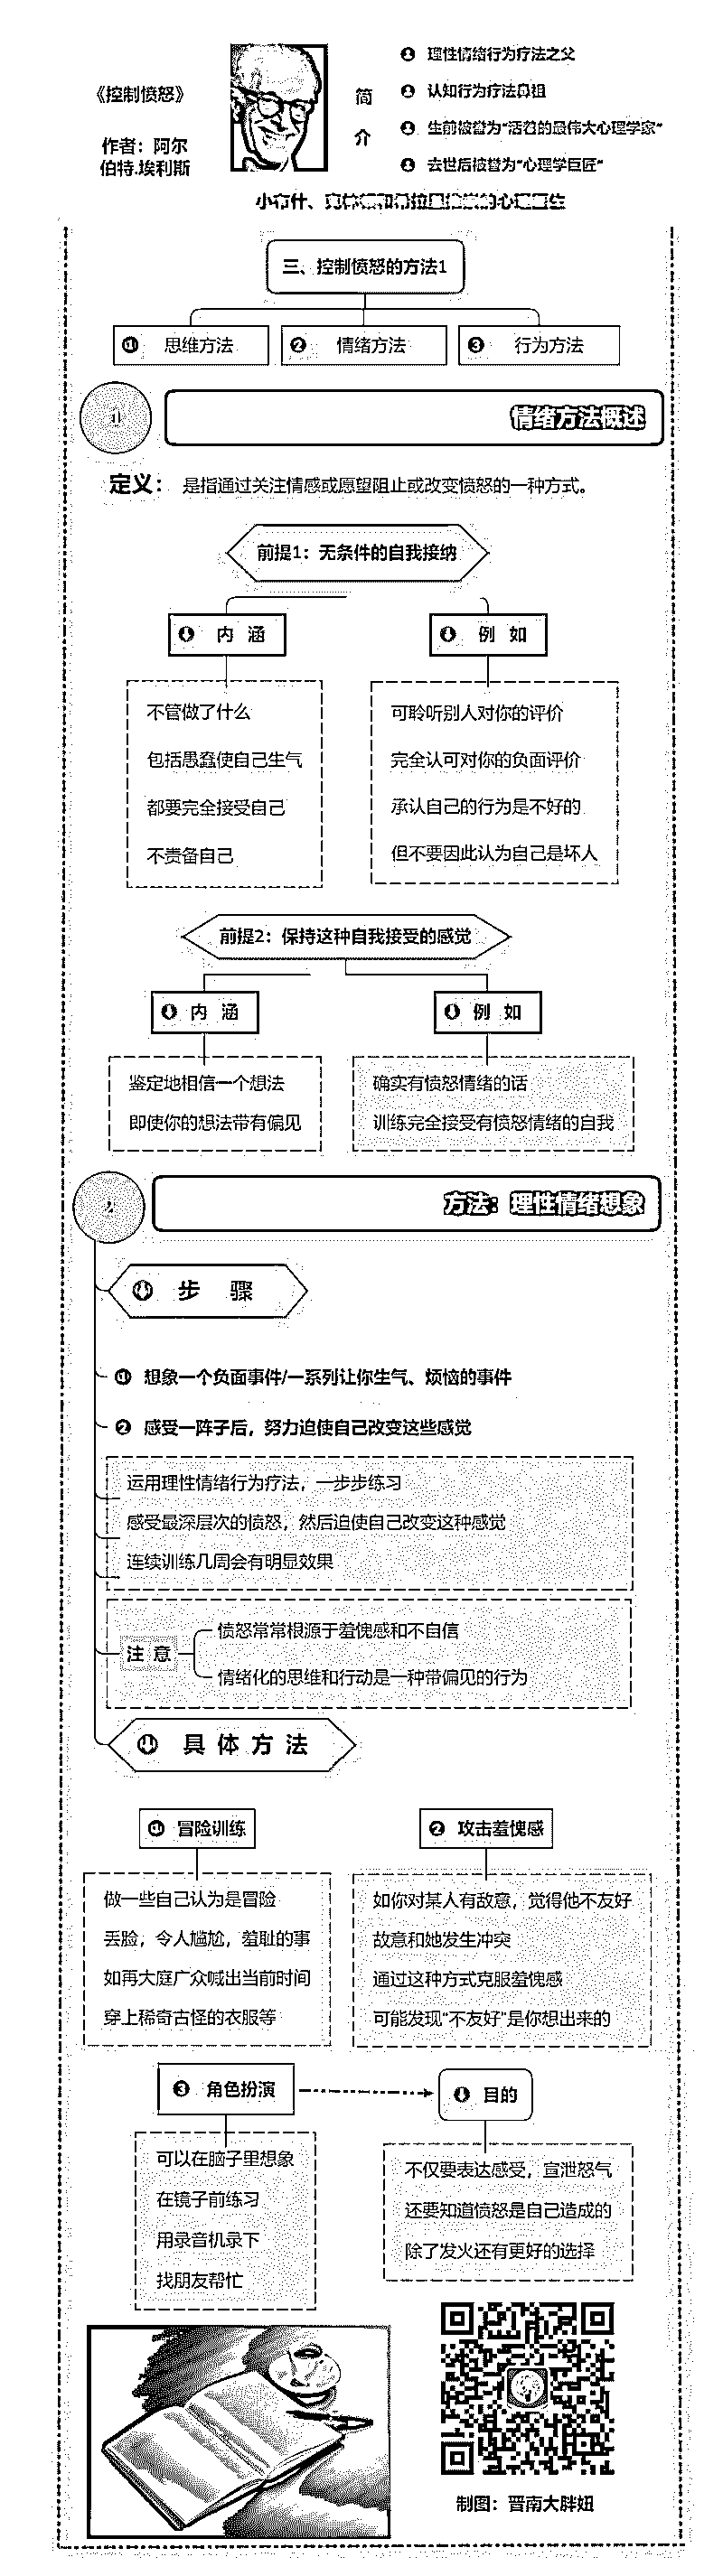 《控制愤怒》
作者：阿尔
伯特.埃利斯
简
介
理性情绪行为疗法之父
认知行为疗法鼻祖
生前被誉为“活着的最伟大心理学家”
去世后被誉为“心理学巨匠”
小布什、克林顿和希拉里推崇的心理医生
三、控制愤怒的方法1
1 思维方法
2 情绪方法
3 行为方法
1
情绪方法概述
定义： 是指通过关注情感或愿望阻止或改变愤怒的一种方式。
前提1：无条件的自我接纳
内 涵
例 如
不管做了什么
包括愚蠢使自己生气
都要完全接受自己
不责备自己
可聆听别人对你的评价
完全认可对你的负面评价
承认自己的行为是不好的
但不要因此认为自己是坏人
前提2：保持这种自我接受的感觉
内 涵
例 如
鉴定地相信一个想法
即使你的想法带有偏见
确实有愤怒情绪的话
训练完全接受有愤怒情绪的自我
2
方法：理性情绪想象
步 骤
1 想象一个负面事件/一系列让你生气、烦恼的事件
2 感受一阵子后，努力迫使自己改变这些感觉
运用理性情绪行为疗法，一步步练习
感受最深层次的愤怒，然后迫使自己改变这种感觉
连续训练几周会有明显效果
注 意
愤怒常常根源于羞愧感和不自信
情绪化的思维和行动是一种带偏见的行为
具 体 方 法
1 冒险训练
2 攻击羞愧感
做一些自己认为是冒险
丢脸，令人尴尬，羞耻的事
如再大庭广众喊出当前时间
穿上稀奇古怪的衣服等
如你对某人有敌意，觉得他不友好
故意和她发生冲突
通过这种方式克服羞愧感
可能发现“不友好”是你想出来的
3 角色扮演
目的
可以在脑子里想象
在镜子前练习
用录音机录下
找朋友帮忙
不仅要表达感受，宣泄怒气
还要知道愤怒是自己造成的
除了发火还有更好的选择
制图：晋南大胖妞